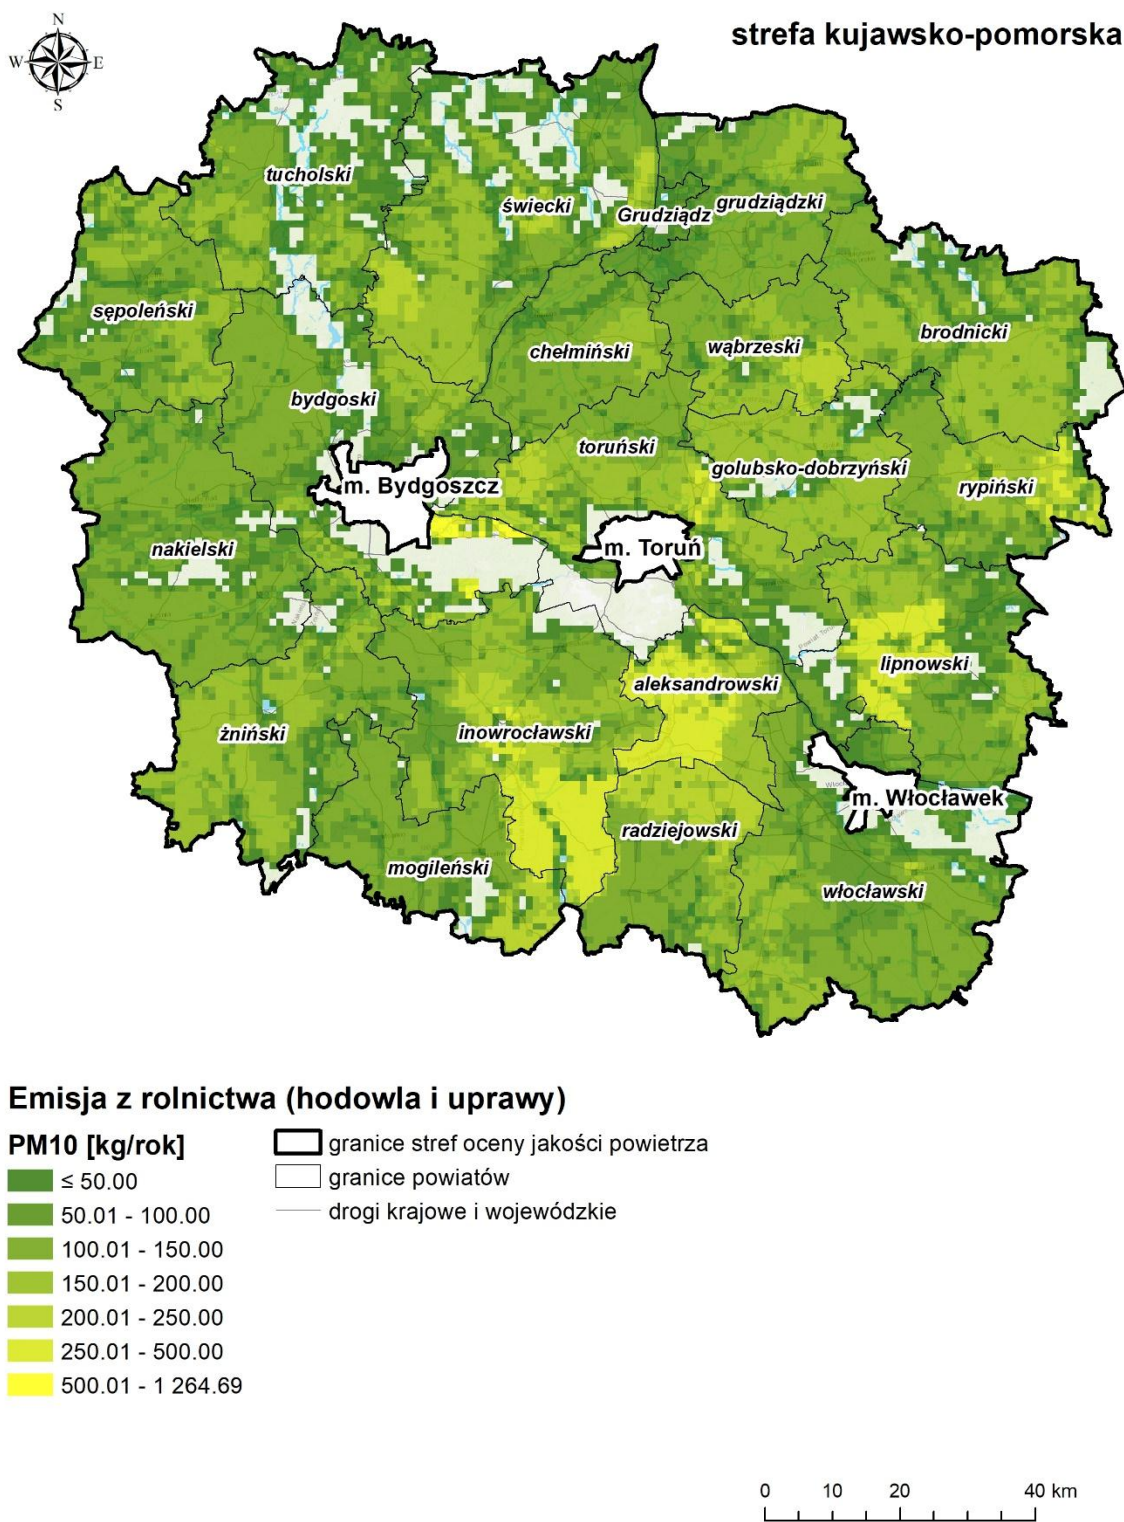 strefa kujawsko-pomorska
N
W E
S
tucholski
świecki
Grudziądz
grudziądzki
sępoleński
chełmiński
wąbrzeski
brodnicki
bydgoski
toruński
golubsko-dobrzyński
rypiński
m. Bydgoszcz
nakielski
m. Toruń
lipnowski
aleksandrowski
żniński
inowrocławski
m. Włocławek
radziejowski
mogileński
włocławski
Emisja z rolnictwa (hodowla i uprawy)
PM10 [kg/rok]
≤ 50.00
50.01 - 100.00
100.01 - 150.00
150.01 - 200.00
200.01 - 250.00
250.01 - 500.00
500.01 - 1 264.69
granice stref oceny jakości powietrza
granice powiatów
drogi krajowe i wojewódzkie
0 10 20 40 km